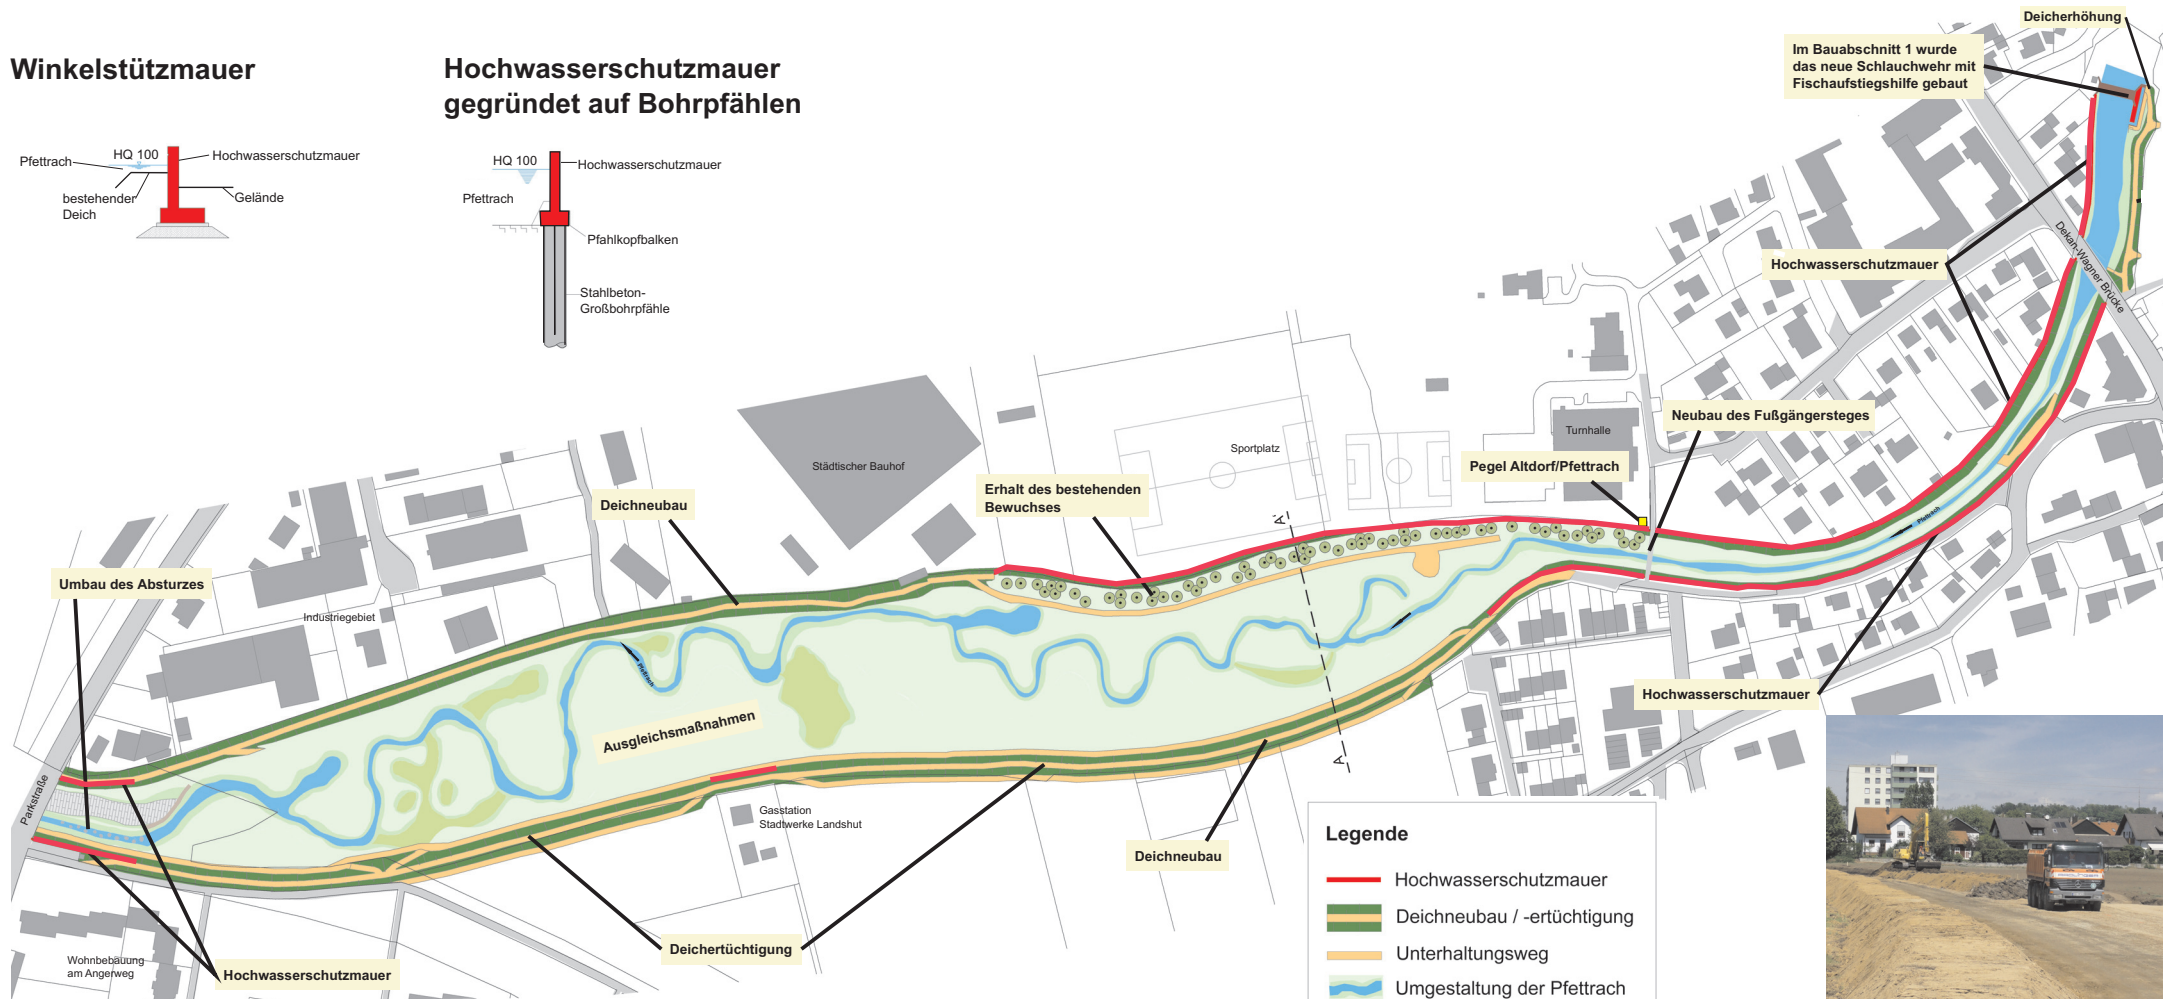 Winkelstützmauer
Pfettrach
HQ 100
Hochwasserschutzmauer
bestehender
Deich
Gelände
Hochwasserschutzmauer
gegründet auf Bohrpfählen
HQ 100
Hochwasserschutzmauer
Pfettrach
Pfahlkopfbalken
Stahlbeton-
Großbohrpfähle
Deicherhöhung
Im Bauabschnitt 1 wurde
das neue Schlauchwehr mit
Fischaufstiegshilfe gebaut
Dekan-Wagner Brücke
Hochwasserschutzmauer
Neubau des Fußgängersteges
Turnhalle
Pegel Altdorf/Pfettrach
Sportplatz
Städtischer Bauhof
Erhalt des bestehenden
Bewuchses
Deichneubau
A'
Pfettrach
Umbau des Absturzes
Industriegebiet
Pfettrach
Ausgleichsmaßnahmen
Hochwasserschutzmauer
A
Parkstraße
Gasstation
Stadtwerke Landshut
Deichneubau
Deichertüchtigung
Wohnbebauung
am Angerweg
Hochwasserschutzmauer
Legende
Hochwasserschutzmauer
Deichneubau / -ertüchtigung
Unterhaltungsweg
Umgestaltung der Pfettrach